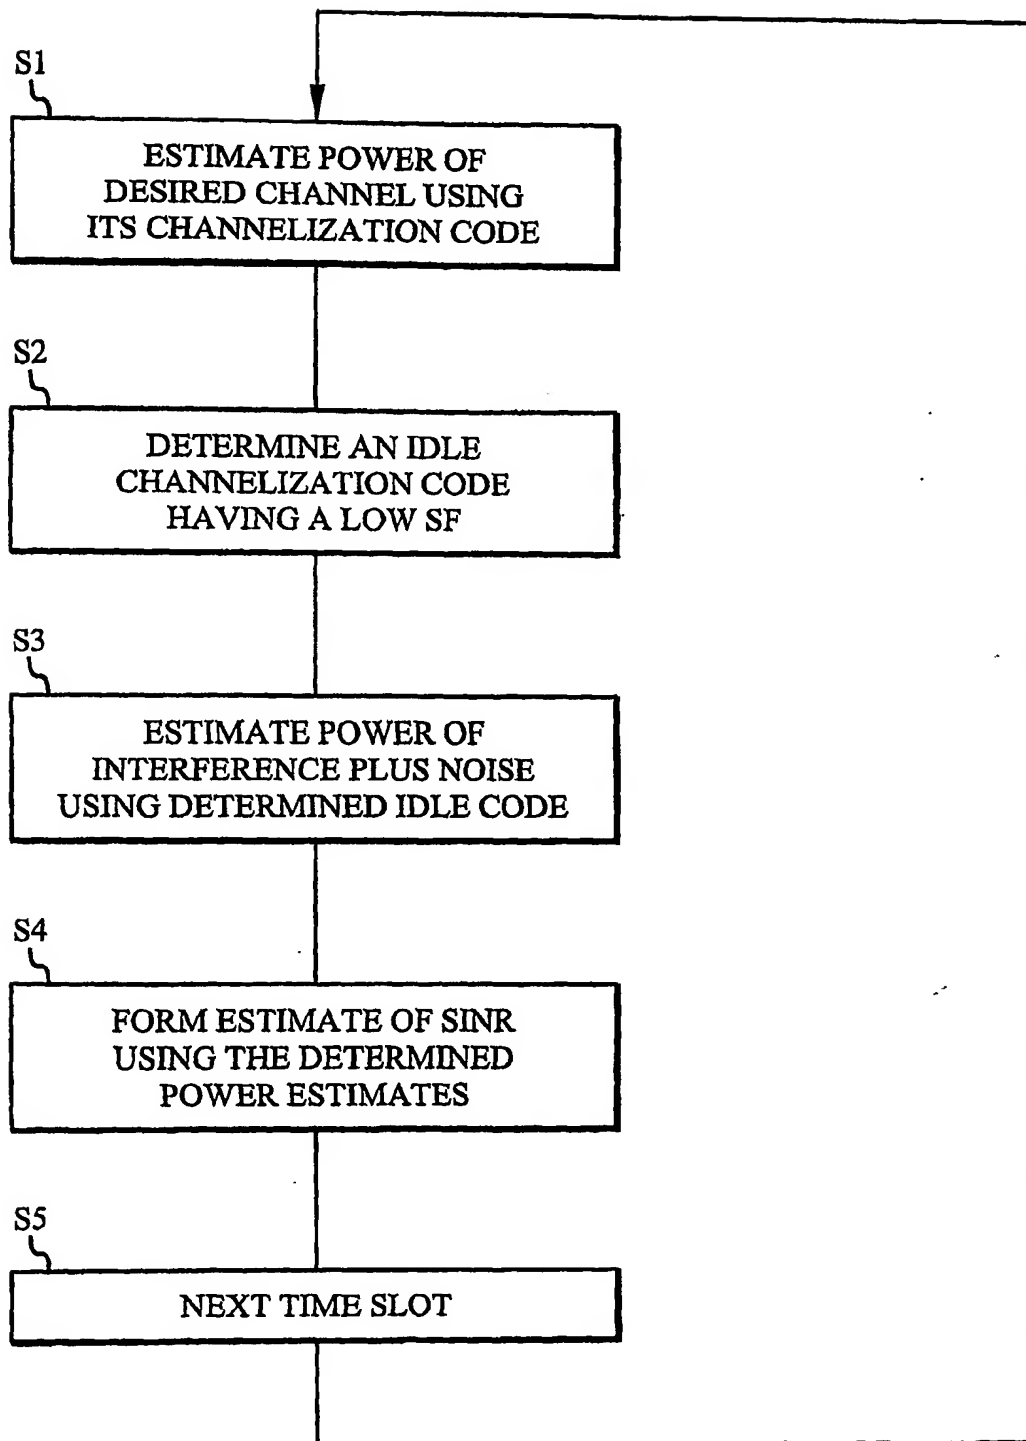 S1
ESTIMATE POWER OF
DESIRED CHANNEL USING
ITS CHANNELIZATION CODE
S2
DETERMINE AN IDLE
CHANNELIZATION CODE
HAVING A LOW SF
S3
ESTIMATE POWER OF
INTERFERENCE PLUS NOISE
USING DETERMINED IDLE CODE
S4
FORM ESTIMATE OF SINR
USING THE DETERMINED
POWER ESTIMATES
S5
NEXT TIME SLOT